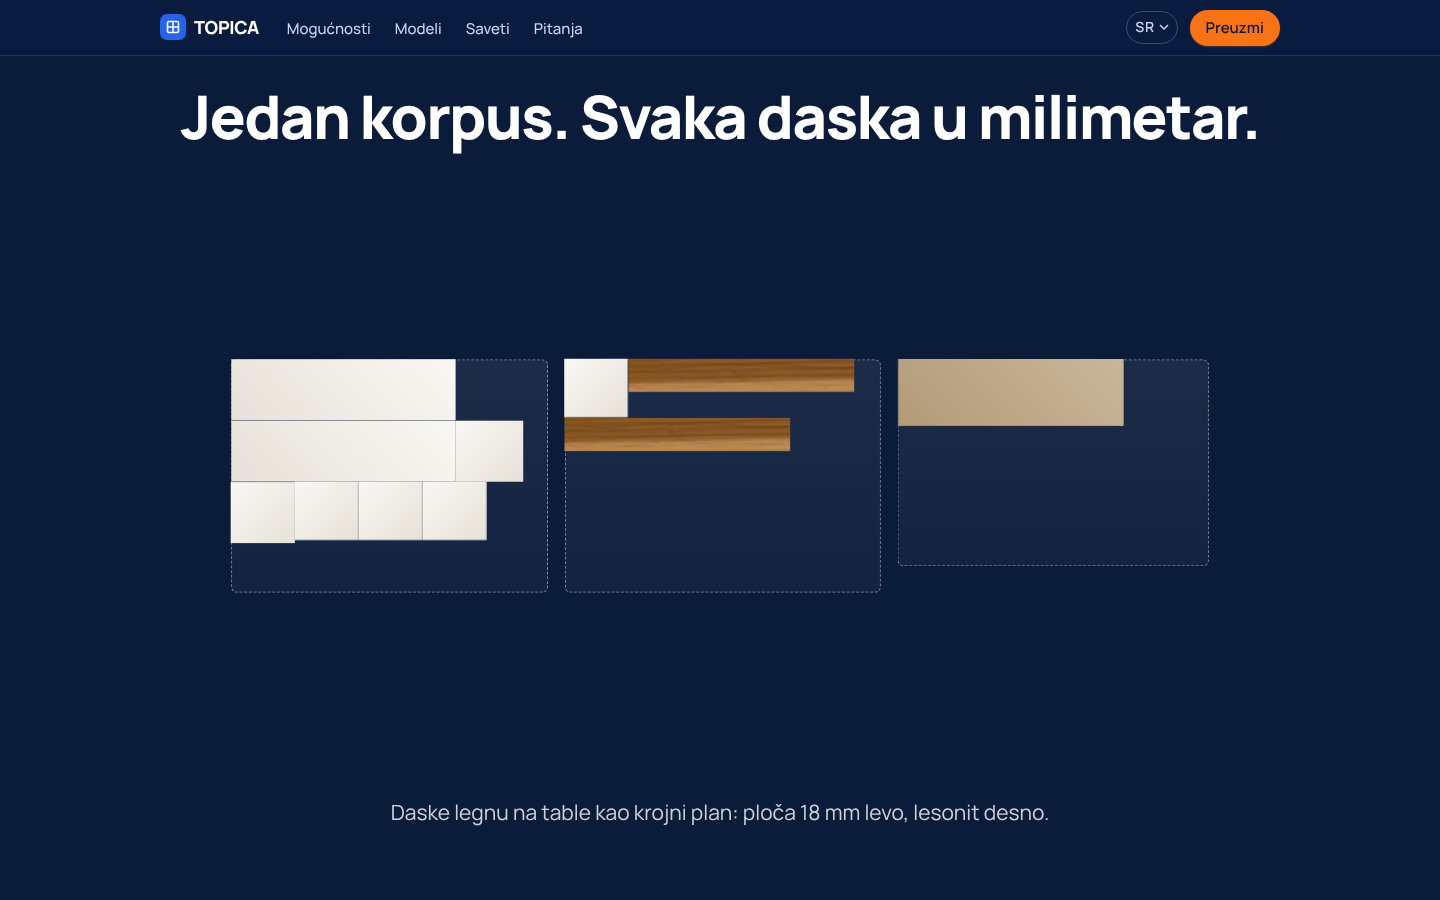 TOPICA Mogućnosti Modeli Saveti Pitanja SR Preuzmi
Jedan korpus. Svaka daska u milimetar.
Daske legnu na table kao krojni plan: ploča 18 mm levo, lesonit desno.